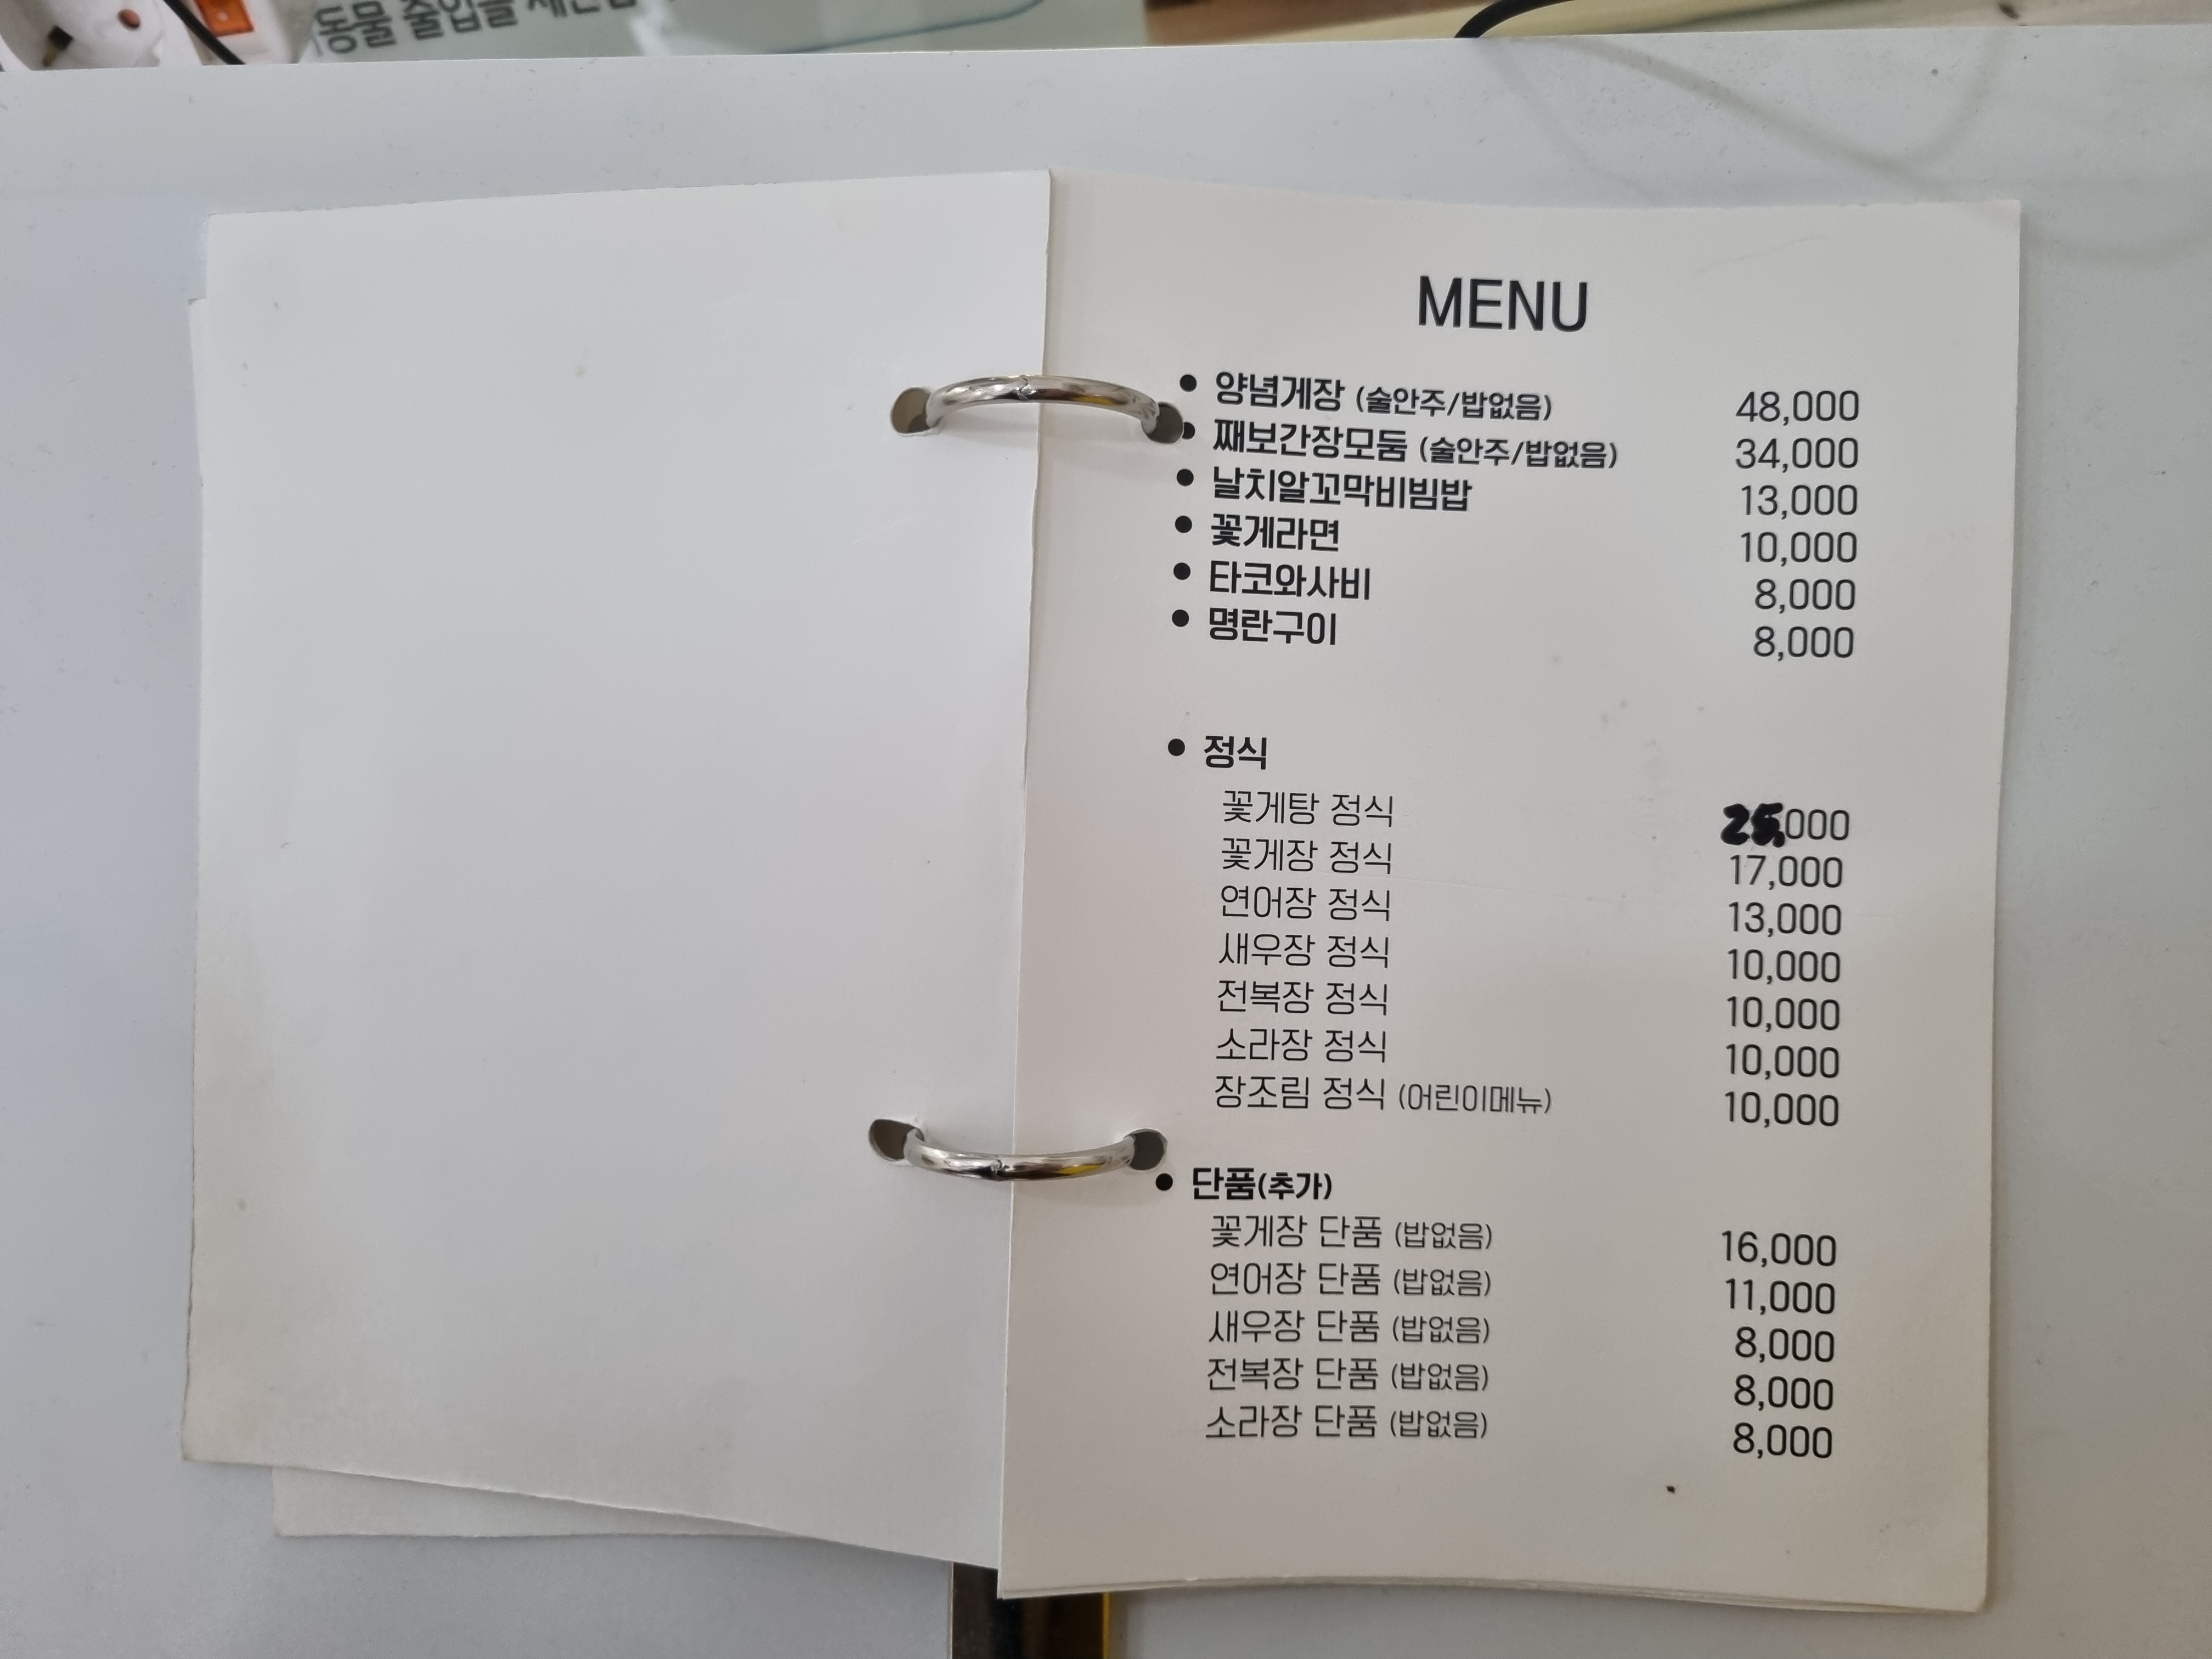 동물 출입을
MENU
● 양념게장 (술안주/밥없음) 48,000
● 째보간장모둠 (술안주/밥없음) 34,000
● 날치알꼬막비빔밥 13,000
● 꽃게라면 10,000
● 타코와사비 8,000
● 명란구이 8,000
● 정식
꽃게탕 정식 25,000
꽃게장 정식 17,000
연어장 정식 13,000
새우장 정식 10,000
전복장 정식 10,000
소라장 정식 10,000
장조림 정식 (어린이메뉴) 10,000
● 단품(추가)
꽃게장 단품 (밥없음) 16,000
연어장 단품 (밥없음) 11,000
새우장 단품 (밥없음) 8,000
전복장 단품 (밥없음) 8,000
소라장 단품 (밥없음) 8,000